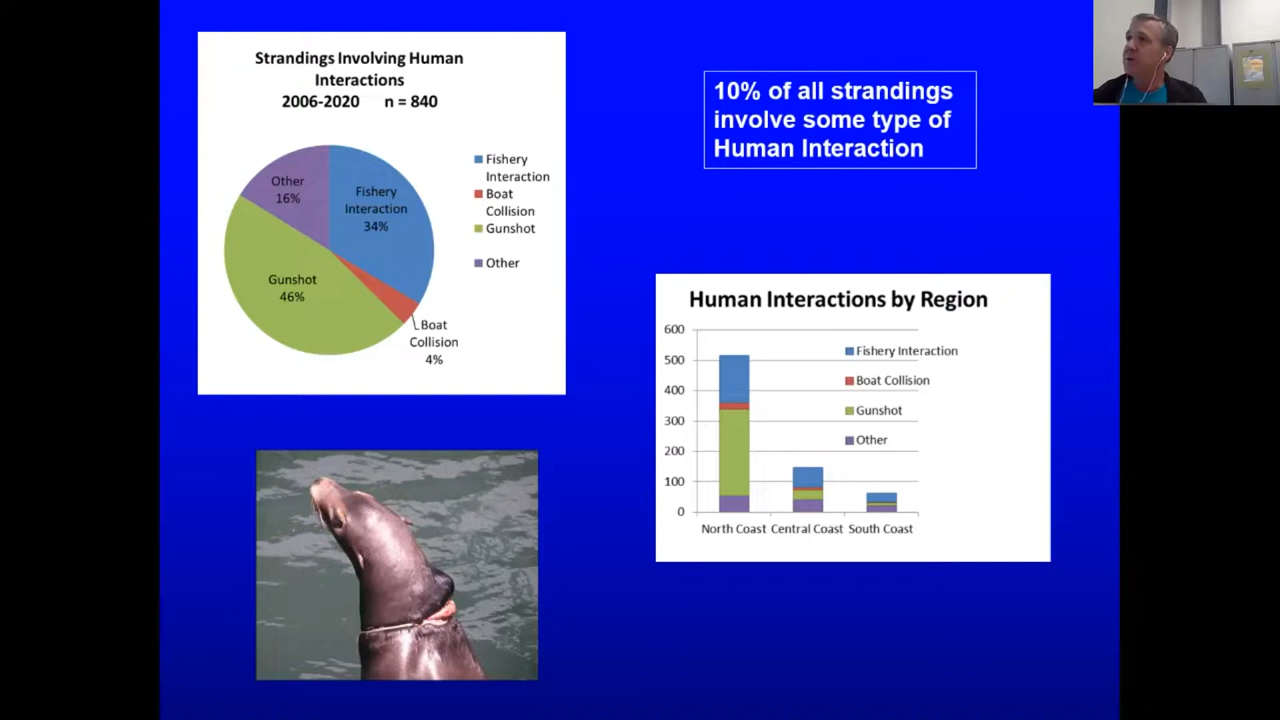 Strandings Involving Human
Interactions
2006-2020 n = 840
Other
16%
Fishery
Interaction
34%
Gunshot
46%
Boat
Collision
4%
Fishery
Interaction
Boat
Collision
Gunshot
Other
10% of all strandings
involve some type of
Human Interaction
Human Interactions by Region
600
500
400
300
200
100
0
Fishery Interaction
Boat Collision
Gunshot
Other
North Coast Central Coast South Coast